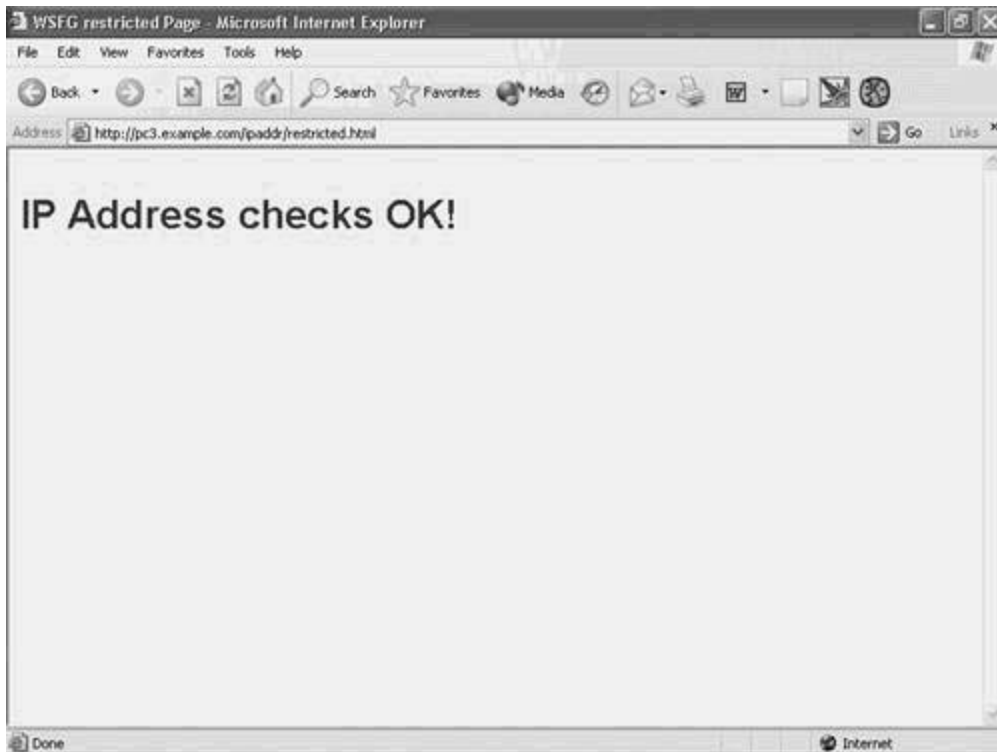 WSFG restricted Page - Microsoft Internet Explorer
File Edit View Favorites Tools Help
Back Search Favorites Media
Address http://pc3.example.com/ipaddr/restricted.html Go Links
IP Address checks OK!
Done Internet